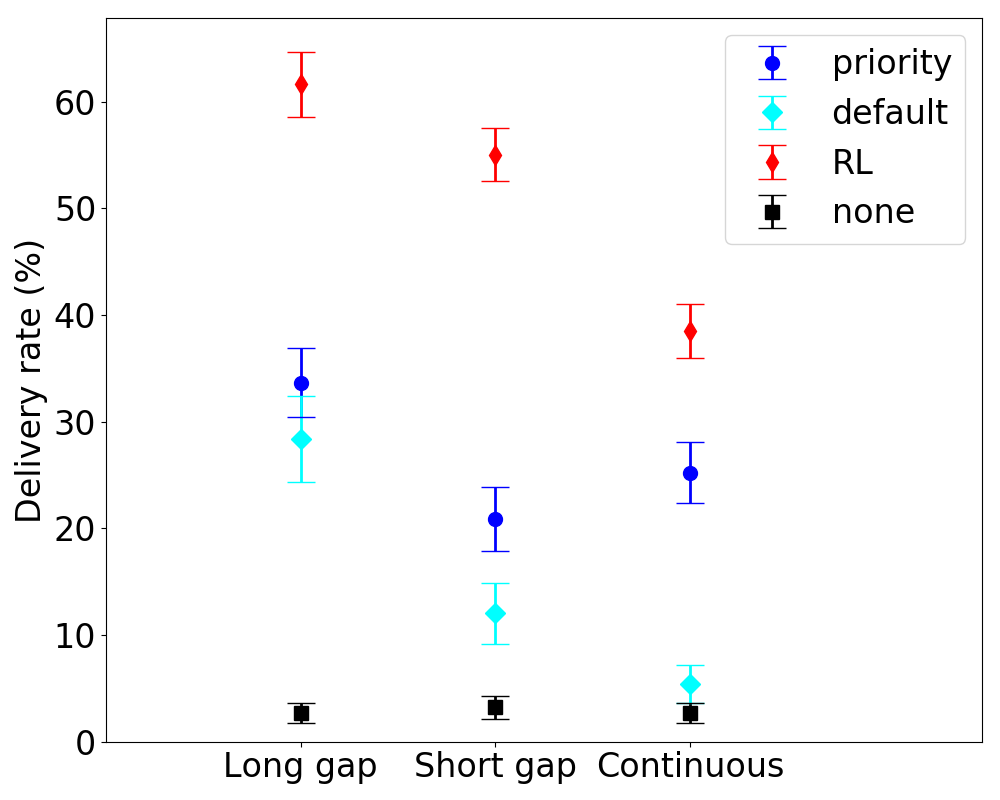 priority
default
RL
none
Delivery rate (%)
60
50
40
30
20
10
0
Long gap
Short gap
Continuous